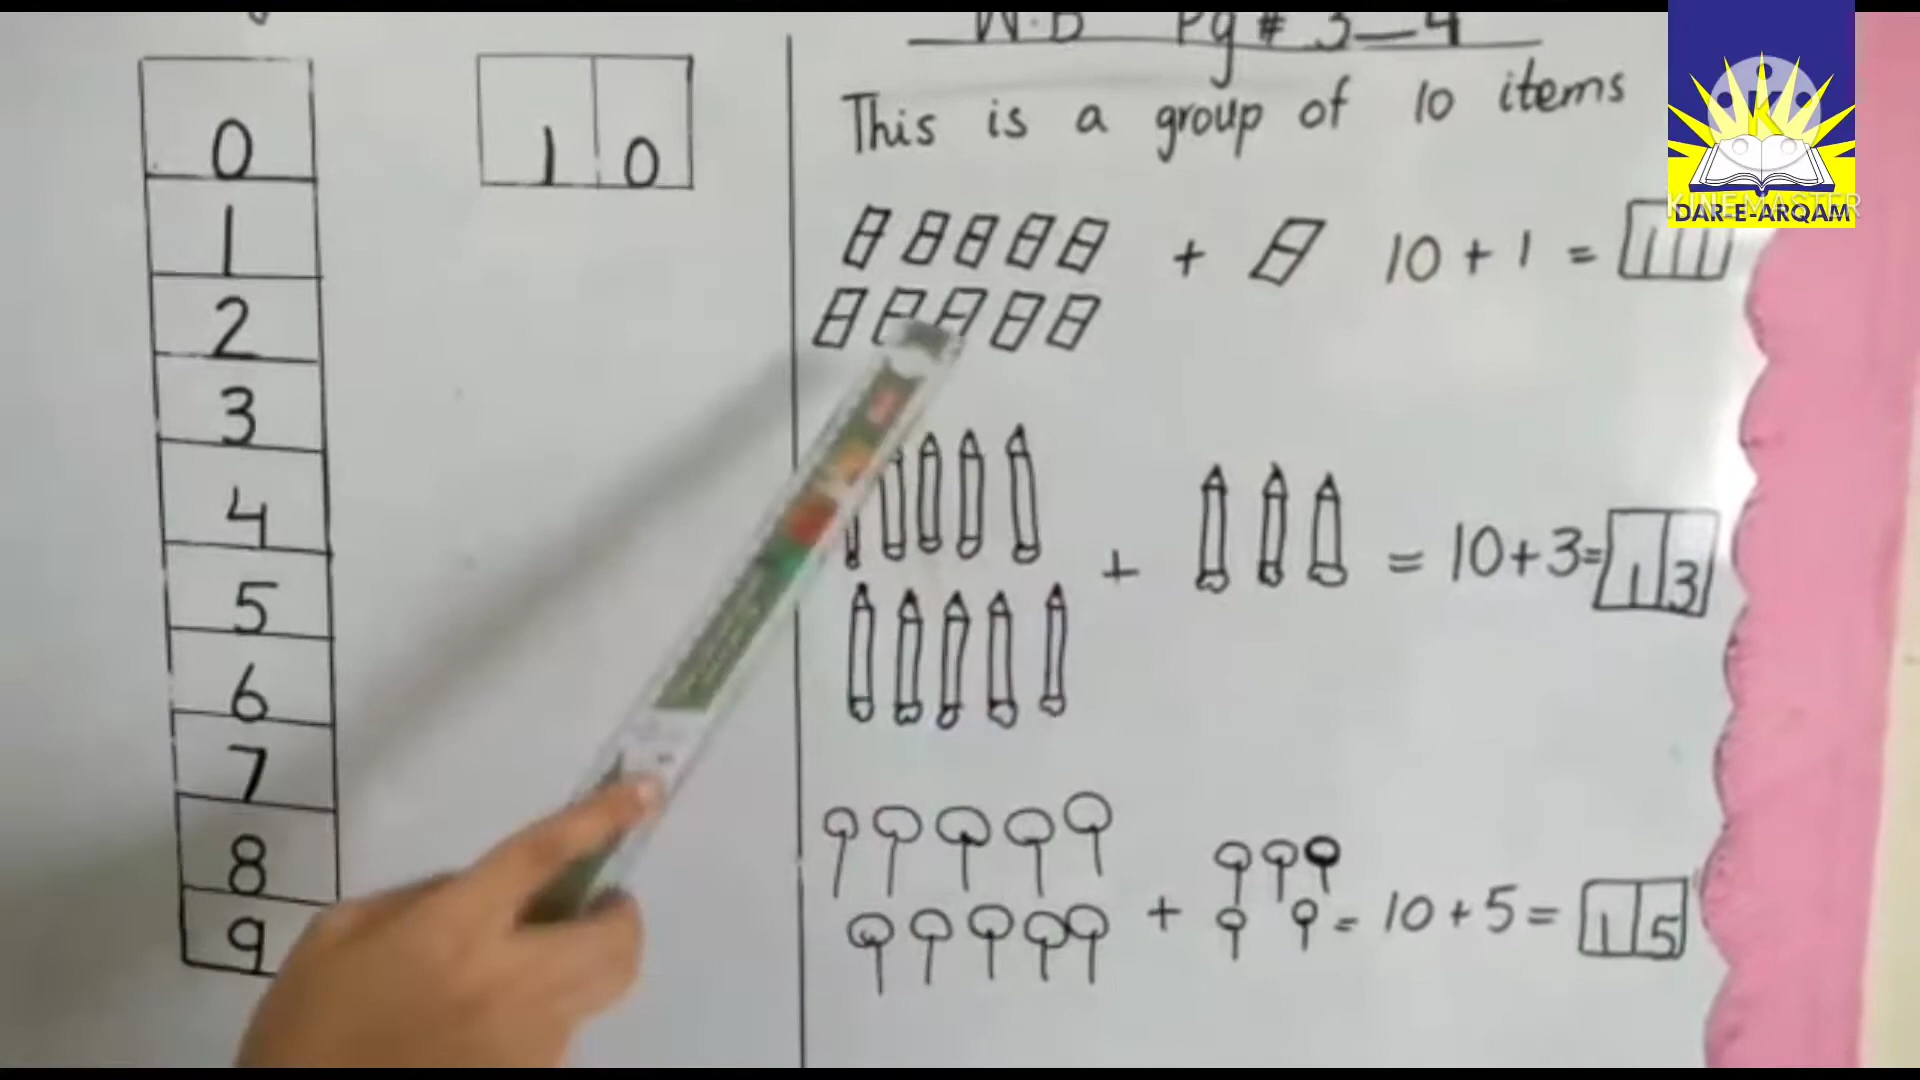 W.B Pg # 3—4
This is a group of 10 items
0
1
2
3
4
5
6
7
8
9
1 0
+ 10 + 1 = 1 1
+ = 10 + 3 = 1 3
+ = 10 + 5 = 1 5
KINEMASTER
DAR-E-ARQAM